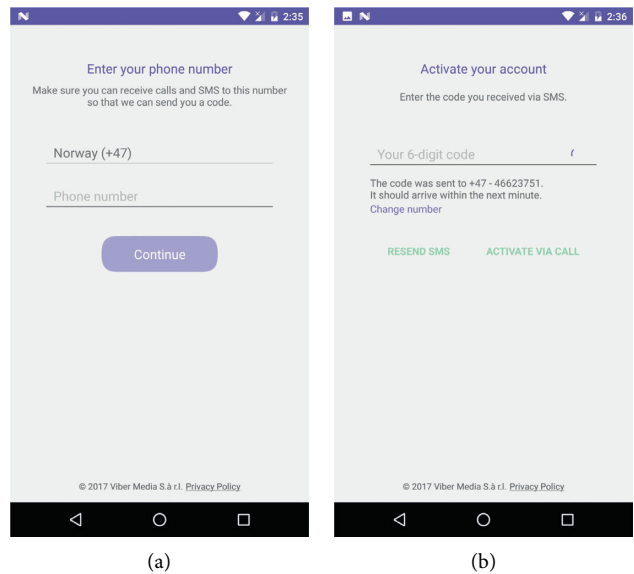 2:35
Enter your phone number
Make sure you can receive calls and SMS to this number
so that we can send you a code.
Norway (+47)
Phone number
Continue
© 2017 Viber Media S.à r.l. Privacy Policy
(a)
2:36
Activate your account
Enter the code you received via SMS.
Your 6-digit code
The code was sent to +47 - 46623751.
It should arrive within the next minute.
Change number
RESEND SMS ACTIVATE VIA CALL
© 2017 Viber Media S.à r.l. Privacy Policy
(b)